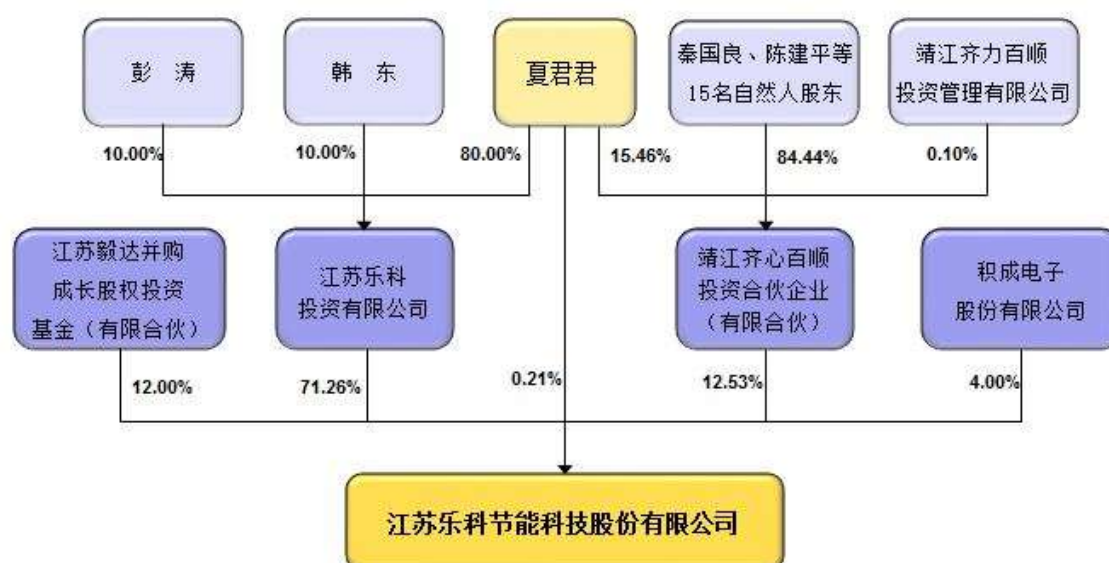 彭 涛
韩 东
夏君君
秦国良、陈建平等
15名自然人股东
靖江齐力百顺
投资管理有限公司
10.00%
10.00%
80.00%
15.46%
84.44%
0.10%
江苏毅达并购
成长股权投资
基金（有限合伙）
江苏乐科
投资有限公司
靖江齐心百顺
投资合伙企业
（有限合伙）
积成电子
股份有限公司
12.00%
71.26%
0.21%
12.53%
4.00%
江苏乐科节能科技股份有限公司